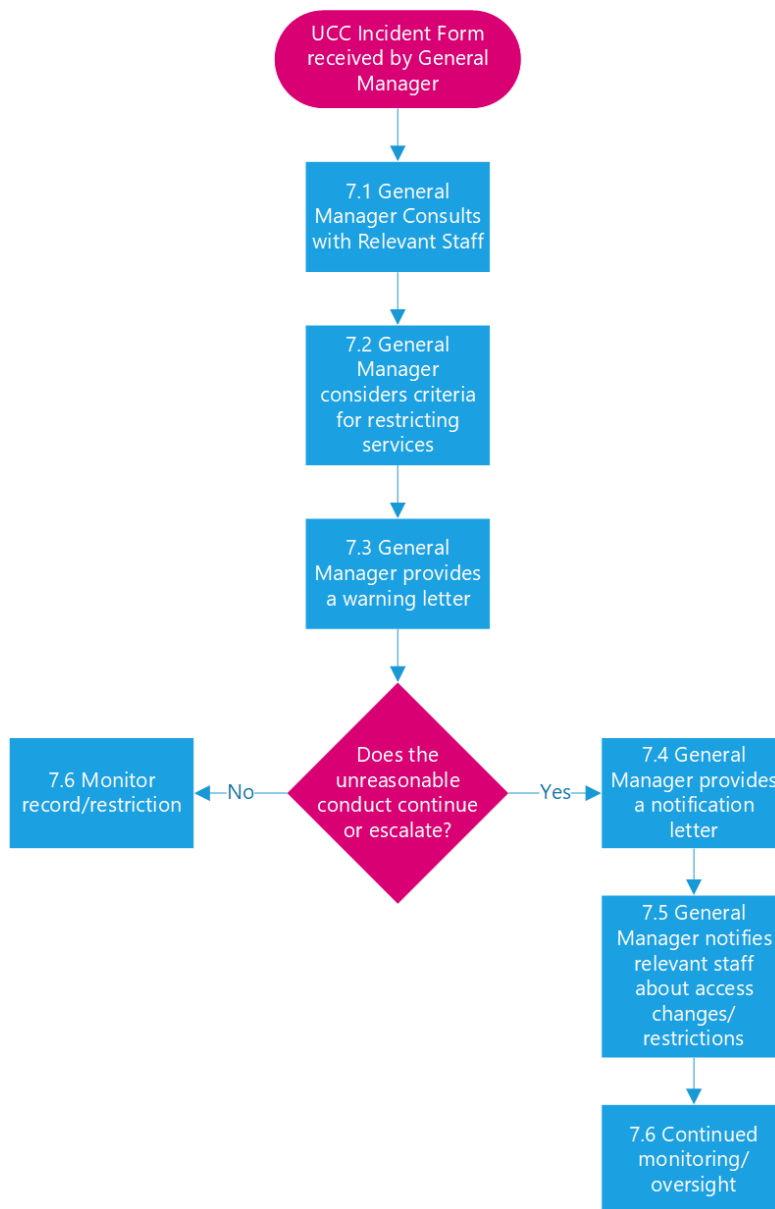 UCC Incident Form
received by General
Manager
7.1 General
Manager Consults
with Relevant Staff
7.2 General
Manager
considers criteria
for restricting
services
7.3 General
Manager provides
a warning letter
Does the
unreasonable
conduct continue
or escalate?
No
7.6 Monitor
record/restriction
Yes
7.4 General
Manager provides
a notification
letter
7.5 General
Manager notifies
relevant staff
about access
changes/
restrictions
7.6 Continued
monitoring/
oversight